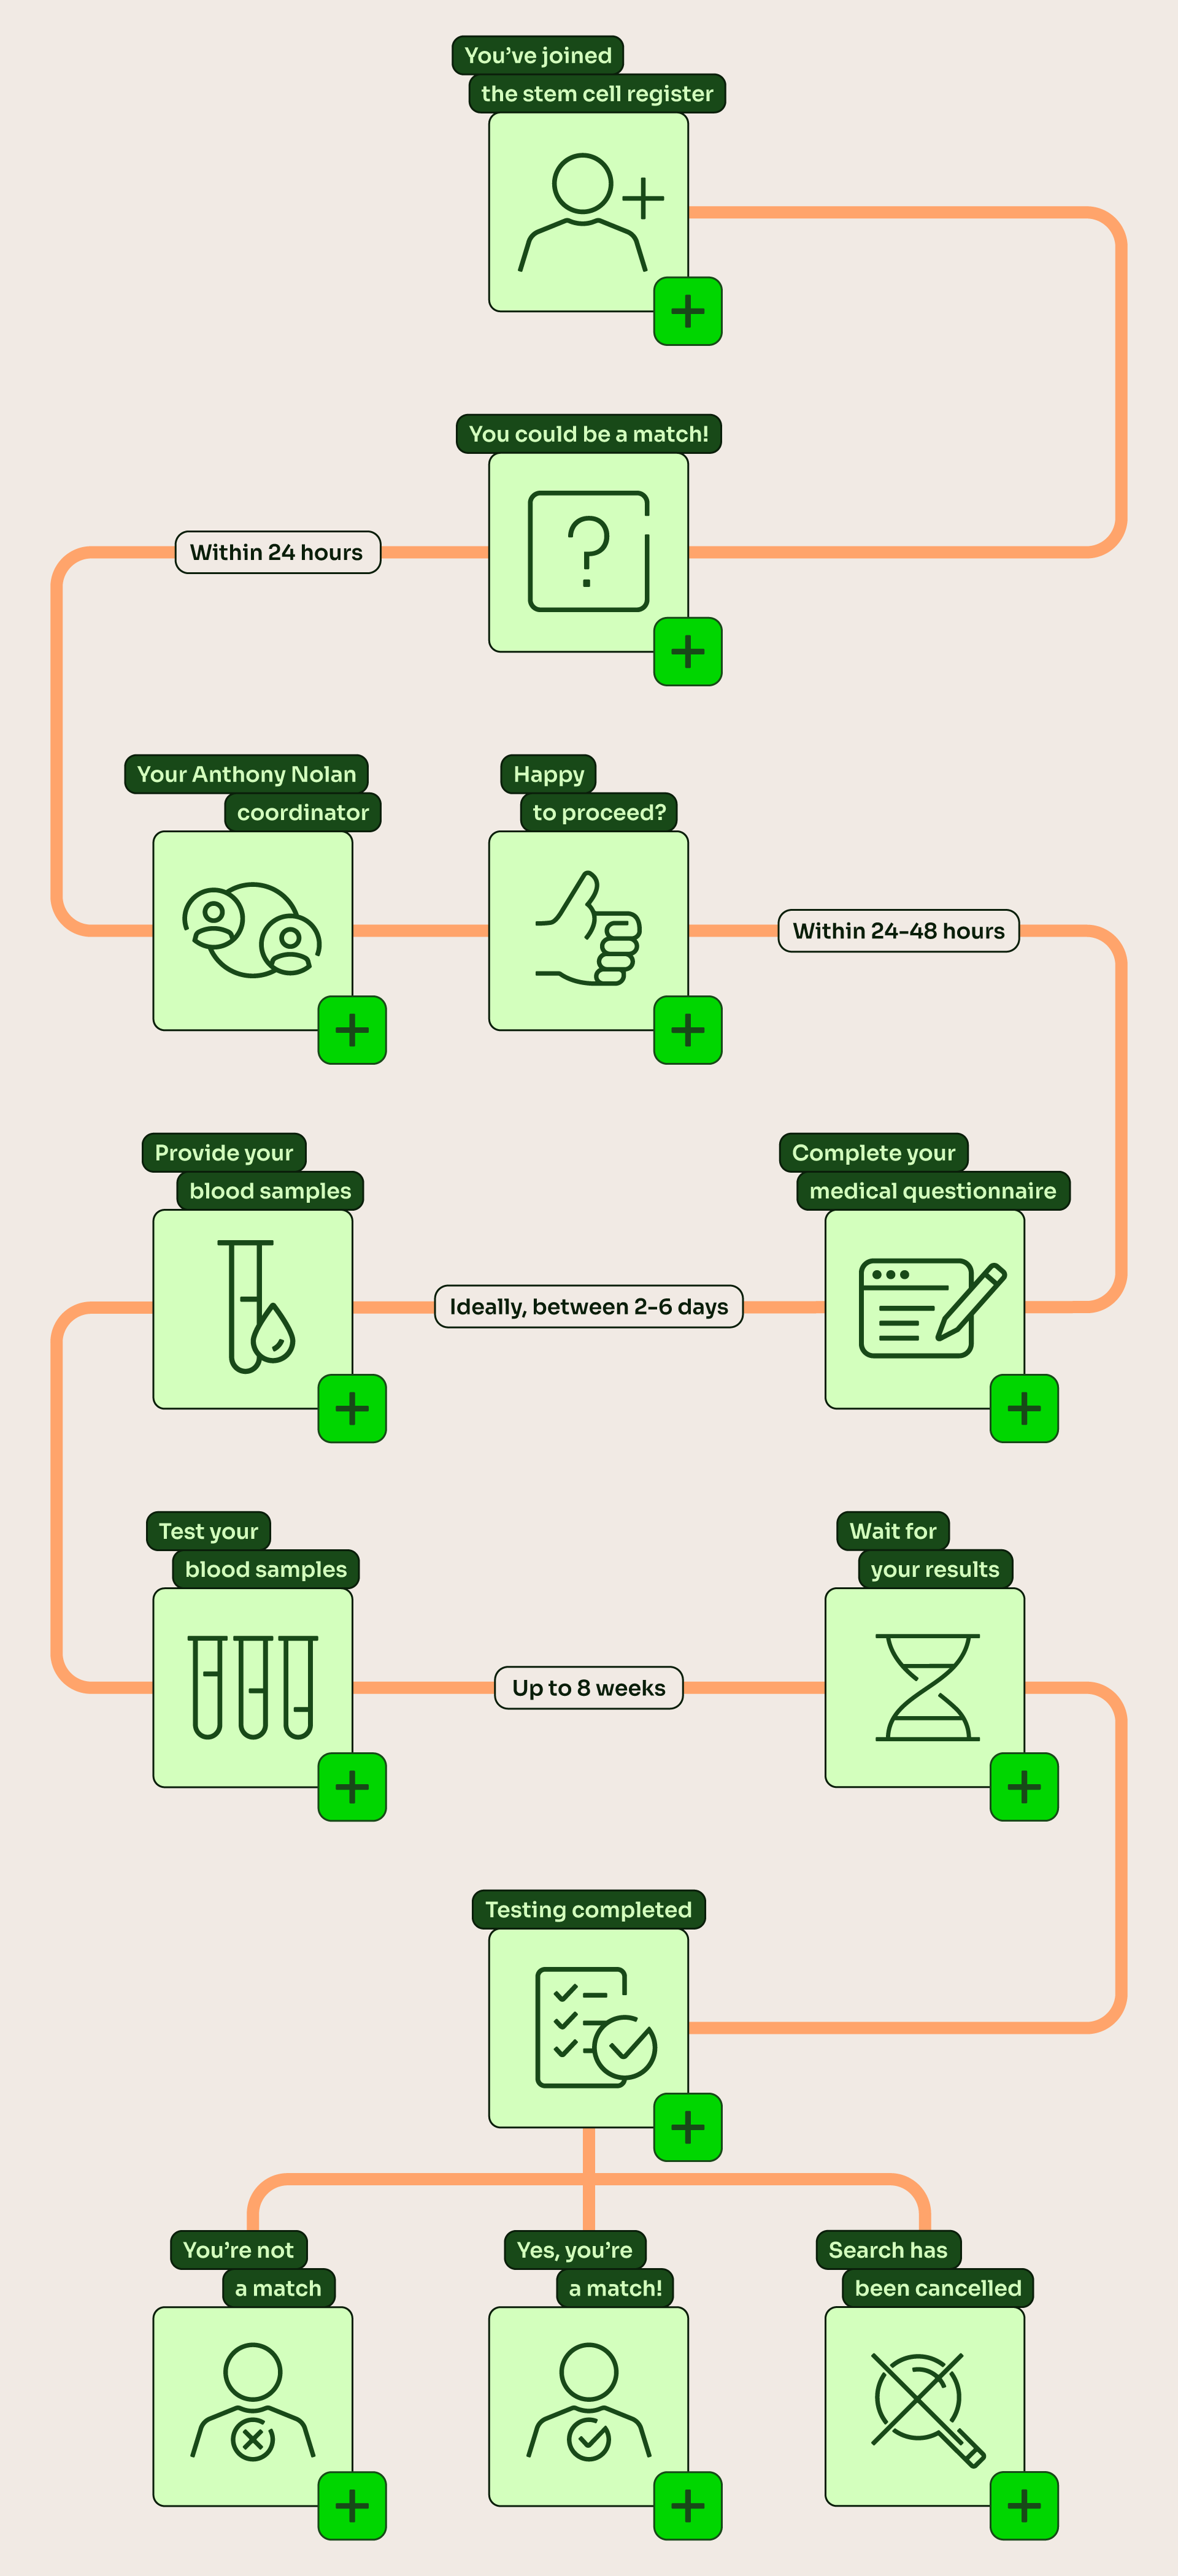 You’ve joined
the stem cell register
You could be a match!
Within 24 hours
Your Anthony Nolan
coordinator
Happy
to proceed?
Within 24-48 hours
Complete your
medical questionnaire
Ideally, between 2-6 days
Provide your
blood samples
Test your
blood samples
Up to 8 weeks
Wait for
your results
Testing completed
You’re not
a match
Yes, you’re
a match!
Search has
been cancelled